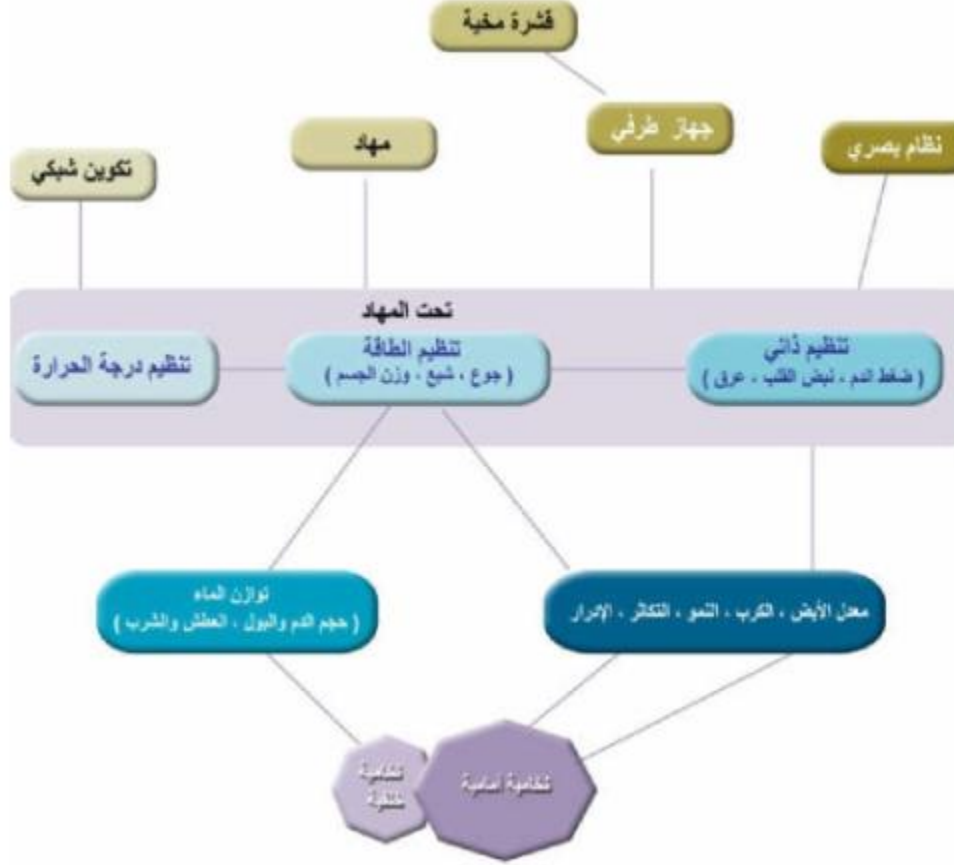 قشرة مخية
جهاز طرفي
نظام بصري
مهاد
تكوين شبكي
تحت المهاد
تنظيم ذاتي
( ضغط الدم ، نبض القلب ، عرق )
تنظيم الطاقة
( جوع ، شبع ، وزن الجسم )
تنظيم درجة الحرارة
معدل الأيض ، الكرب ، النمو ، التكاثر ، الإدرار
توازن الماء
( حجم الدم والبول ، العطش والشرب )
نخامية أمامية
نخامية
خلفية